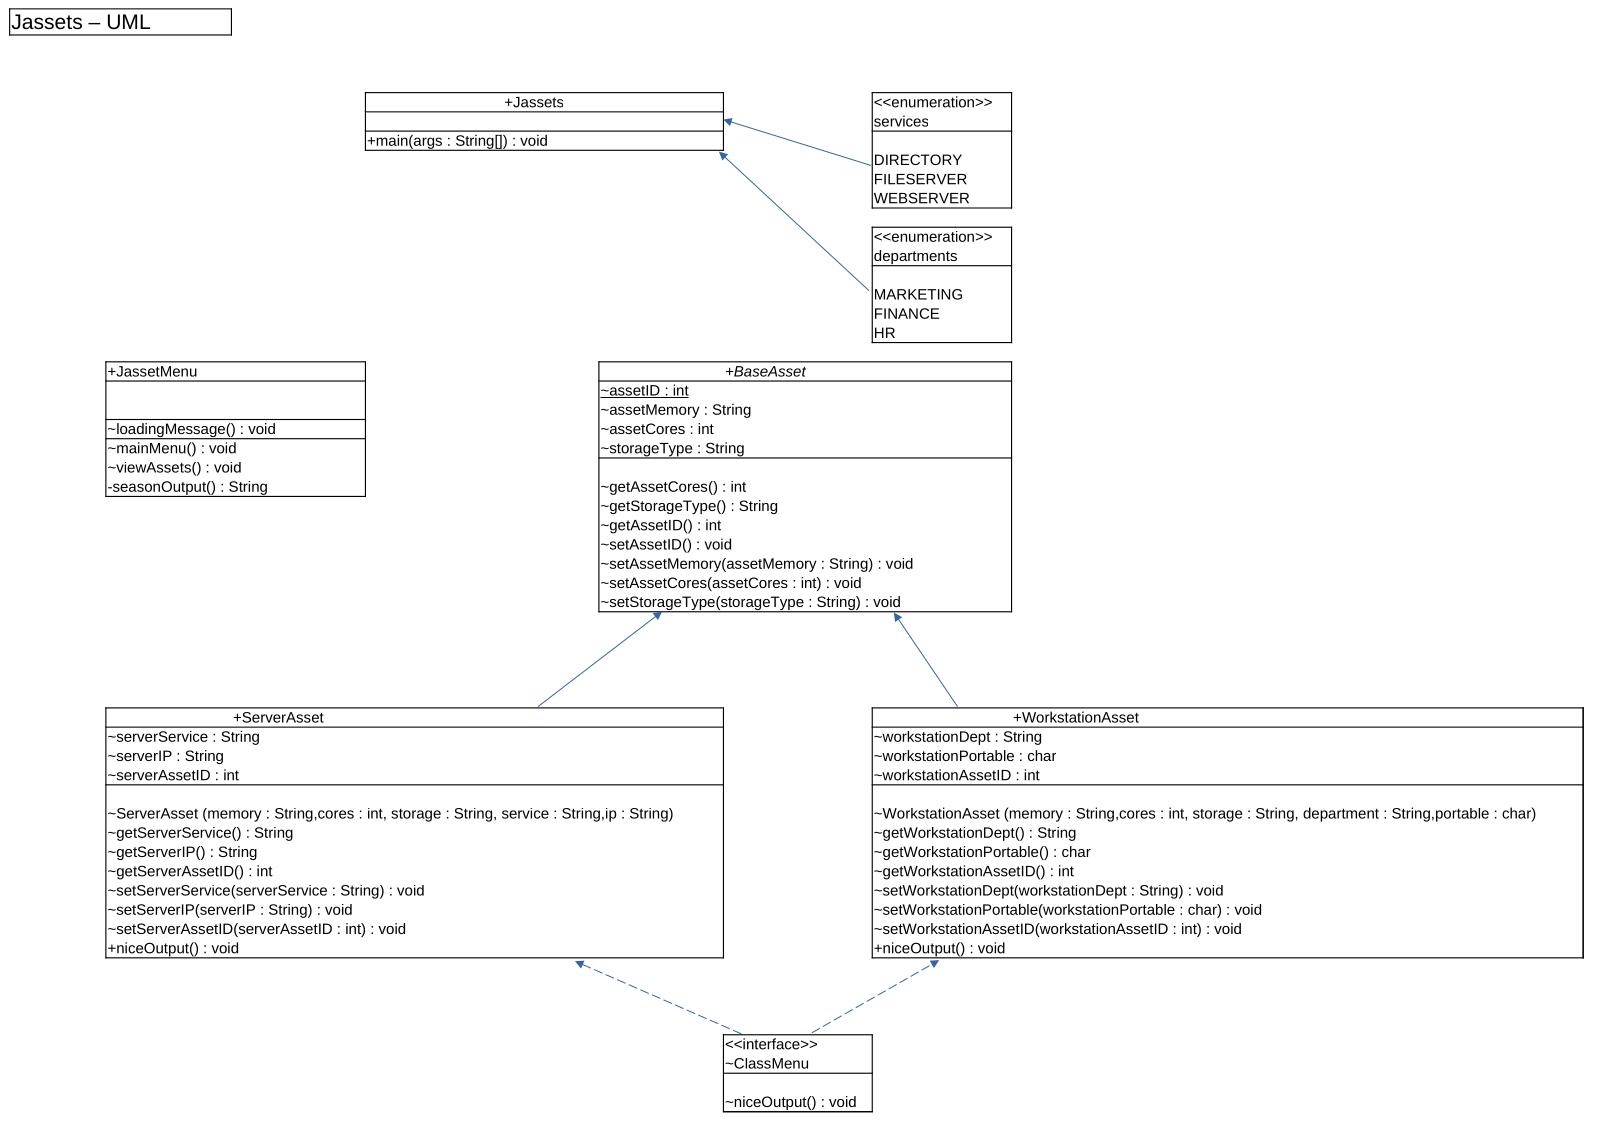 Jassets – UML
+Jassets
+main(args : String[]) : void
<<enumeration>>
services
DIRECTORY
FILESERVER
WEBSERVER
<<enumeration>>
departments
MARKETING
FINANCE
HR
+JassetMenu
~loadingMessage() : void
~mainMenu() : void
~viewAssets() : void
-seasonOutput() : String
+BaseAsset
~assetID : int
~assetMemory : String
~assetCores : int
~storageType : String
~getAssetCores() : int
~getStorageType() : String
~getAssetID() : int
~setAssetID() : void
~setAssetMemory(assetMemory : String) : void
~setAssetCores(assetCores : int) : void
~setStorageType(storageType : String) : void
+ServerAsset
~serverService : String
~serverIP : String
~serverAssetID : int
~ServerAsset (memory : String,cores : int, storage : String, service : String,ip : String)
~getServerService() : String
~getServerIP() : String
~getServerAssetID() : int
~setServerService(serverService : String) : void
~setServerIP(serverIP : String) : void
~setServerAssetID(serverAssetID : int) : void
+niceOutput() : void
+WorkstationAsset
~workstationDept : String
~workstationPortable : char
~workstationAssetID : int
~WorkstationAsset (memory : String,cores : int, storage : String, department : String,portable : char)
~getWorkstationDept() : String
~getWorkstationPortable() : char
~getWorkstationAssetID() : int
~setWorkstationDept(workstationDept : String) : void
~setWorkstationPortable(workstationPortable : char) : void
~setWorkstationAssetID(workstationAssetID : int) : void
+niceOutput() : void
<<interface>>
~ClassMenu
~niceOutput() : void